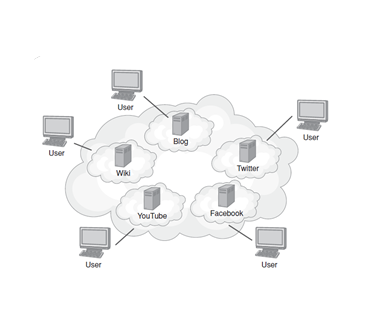 User
User
User
Blog
Wiki
Twitter
YouTube
Facebook
User
User